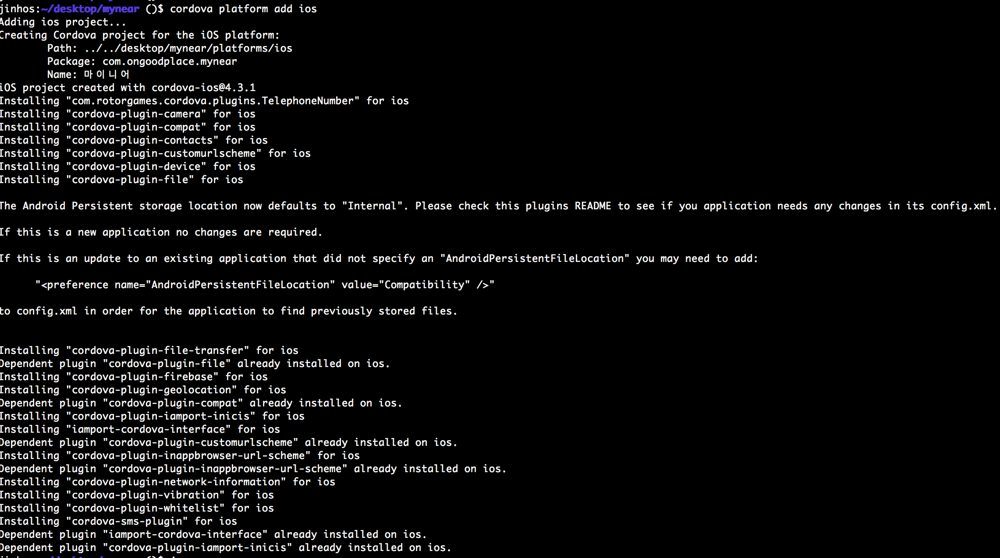 jinhos:~/desktop/mynear ()$ cordova platform add ios
Adding ios project...
Creating Cordova project for the iOS platform:
Path: ../../desktop/mynear/platforms/ios
Package: com.ongoodplace.mynear
Name: 마이니어
iOS project created with cordova-ios@4.3.1
Installing "com.rotorgames.cordova.plugins.TelephoneNumber" for ios
Installing "cordova-plugin-camera" for ios
Installing "cordova-plugin-compat" for ios
Installing "cordova-plugin-contacts" for ios
Installing "cordova-plugin-customurlscheme" for ios
Installing "cordova-plugin-device" for ios
Installing "cordova-plugin-file" for ios
The Android Persistent storage location now defaults to "Internal". Please check this plugins README to see if you application needs any changes in its config.xml.
If this is a new application no changes are required.
If this is an update to an existing application that did not specify an "AndroidPersistentFileLocation" you may need to add:
"<preference name="AndroidPersistentFileLocation" value="Compatibility" />"
to config.xml in order for the application to find previously stored files.
Installing "cordova-plugin-file-transfer" for ios
Dependent plugin "cordova-plugin-file" already installed on ios.
Installing "cordova-plugin-firebase" for ios
Installing "cordova-plugin-geolocation" for ios
Dependent plugin "cordova-plugin-compat" already installed on ios.
Installing "cordova-plugin-iamport-inicis" for ios
Installing "iamport-cordova-interface" for ios
Dependent plugin "cordova-plugin-customurlscheme" already installed on ios.
Installing "cordova-plugin-inappbrowser-url-scheme" for ios
Dependent plugin "cordova-plugin-inappbrowser-url-scheme" already installed on ios.
Installing "cordova-plugin-network-information" for ios
Installing "cordova-plugin-vibration" for ios
Installing "cordova-plugin-whitelist" for ios
Installing "cordova-sms-plugin" for ios
Dependent plugin "iamport-cordova-interface" already installed on ios.
Dependent plugin "cordova-plugin-iamport-inicis" already installed on ios.